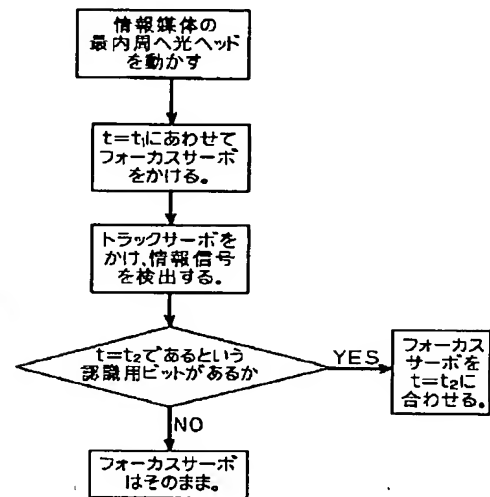 情報媒体の
最内周へ光ヘッド
を動かす
t=t₁にあわせて
フォーカスサーボ
をかける。
トラックサーボを
かけ、情報信号
を検出する。
t=t₂であるという
認識用ピットがあるか
YES
フォーカス
サーボを
t=t₂に
合わせる。
NO
フォーカスサーボ
はそのまま。